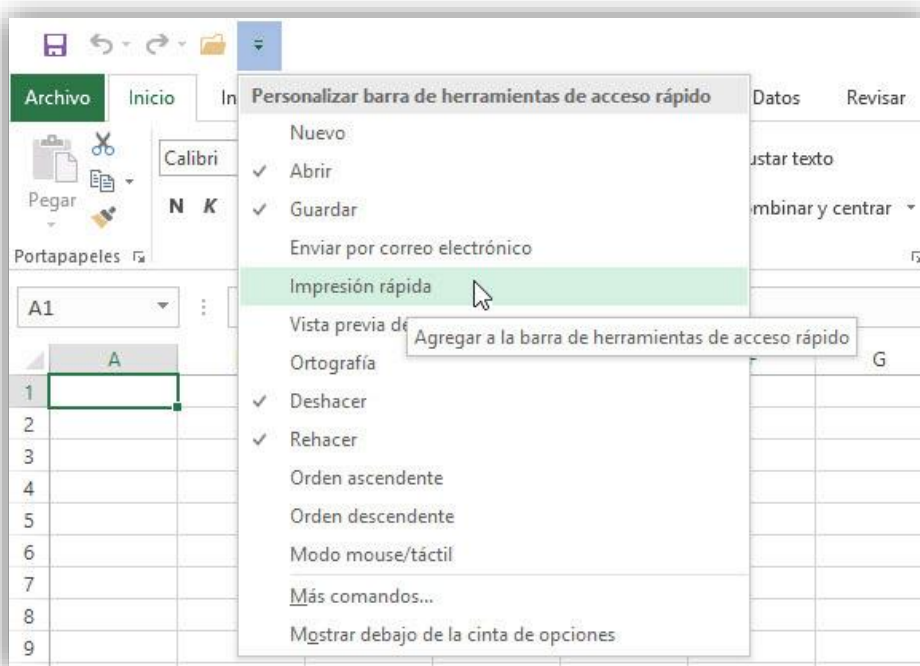 Archivo Inicio In Datos Revisar
Personalizar barra de herramientas de acceso rápido
Nuevo
Abrir
Guardar
Enviar por correo electrónico
Impresión rápida
Vista previa de
Agregar a la barra de herramientas de acceso rápido
Ortografía
Deshacer
Rehacer
Orden ascendente
Orden descendente
Modo mouse/táctil
Más comandos...
Mostrar debajo de la cinta de opciones
Pegar
Calibri
N K
Portapapeles
ustar texto
mbinar y centrar
A1
A G
1
2
3
4
5
6
7
8
9